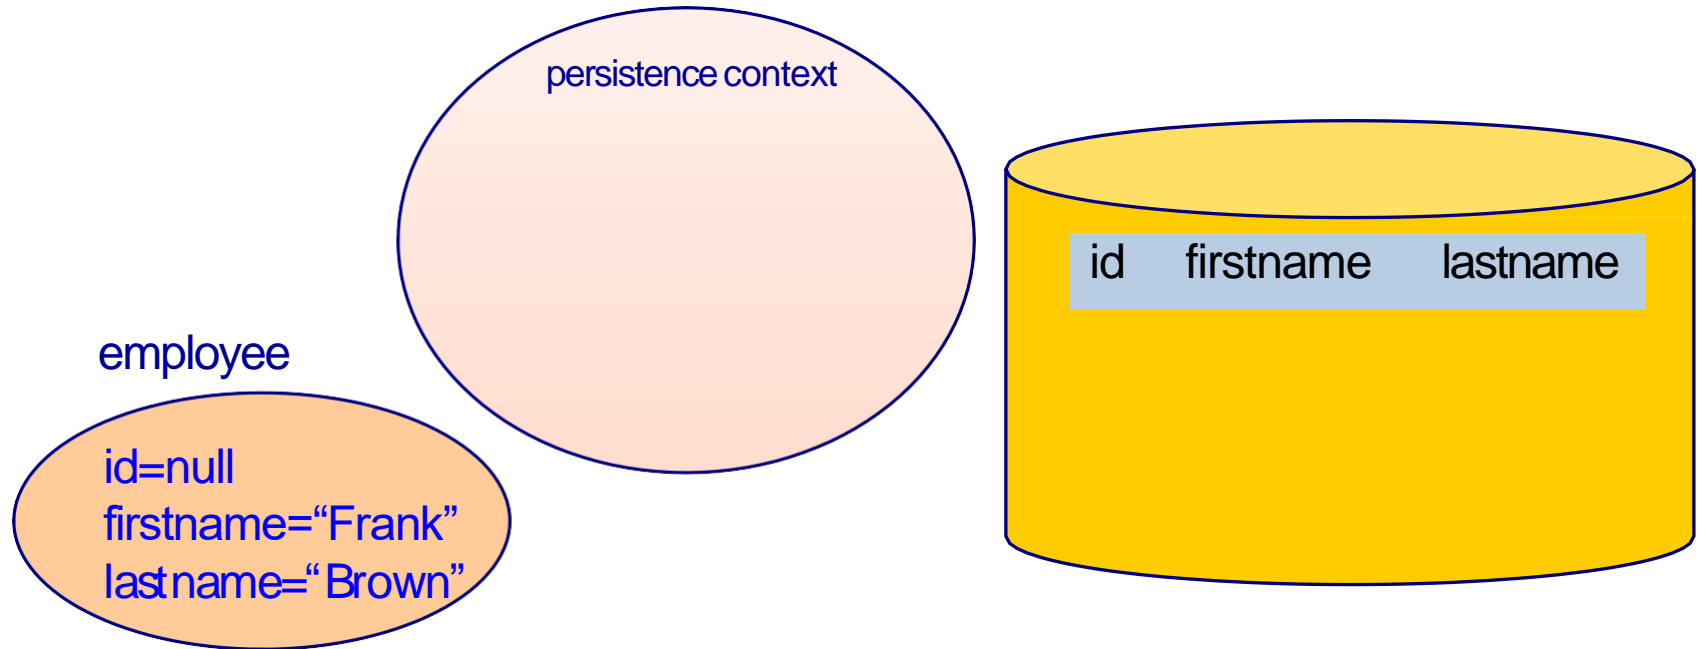 persistence context
id firstname lastname
employee
id=null
firstname=“Frank”
lastname=“Brown”